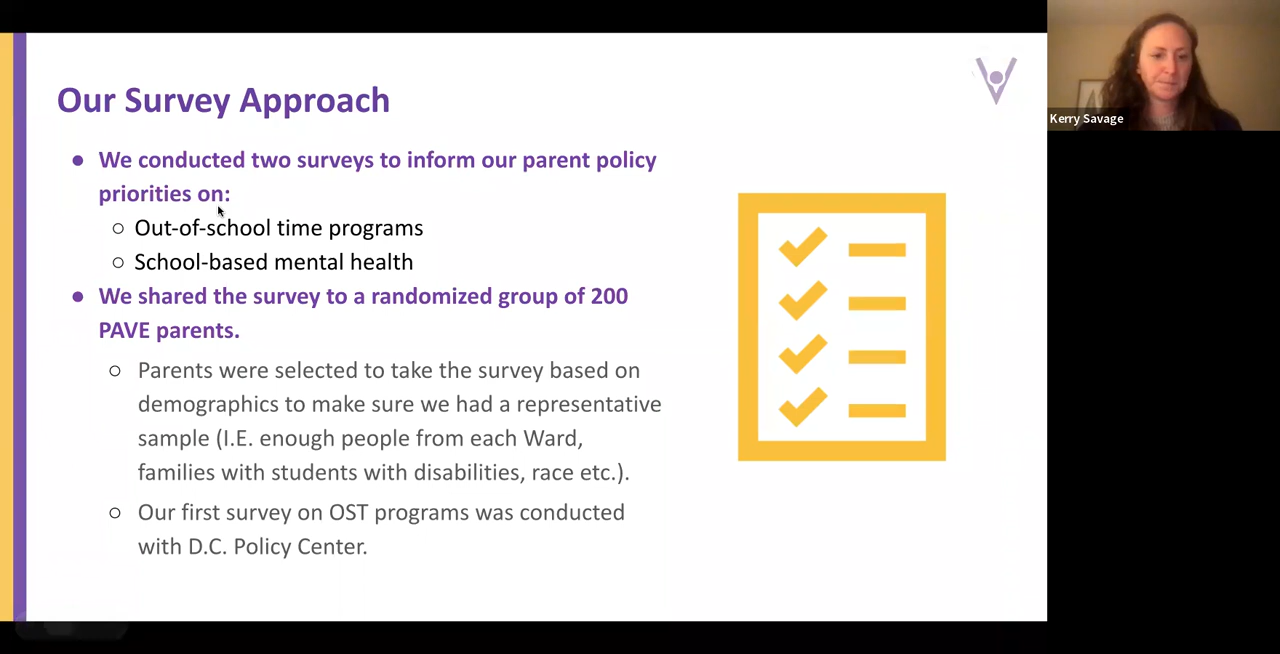 Our Survey Approach
● We conducted two surveys to inform our parent policy
priorities on:
○ Out-of-school time programs
○ School-based mental health
● We shared the survey to a randomized group of 200
PAVE parents.
○ Parents were selected to take the survey based on
demographics to make sure we had a representative
sample (I.E. enough people from each Ward,
families with students with disabilities, race etc.).
○ Our first survey on OST programs was conducted
with D.C. Policy Center.
Kerry Savage